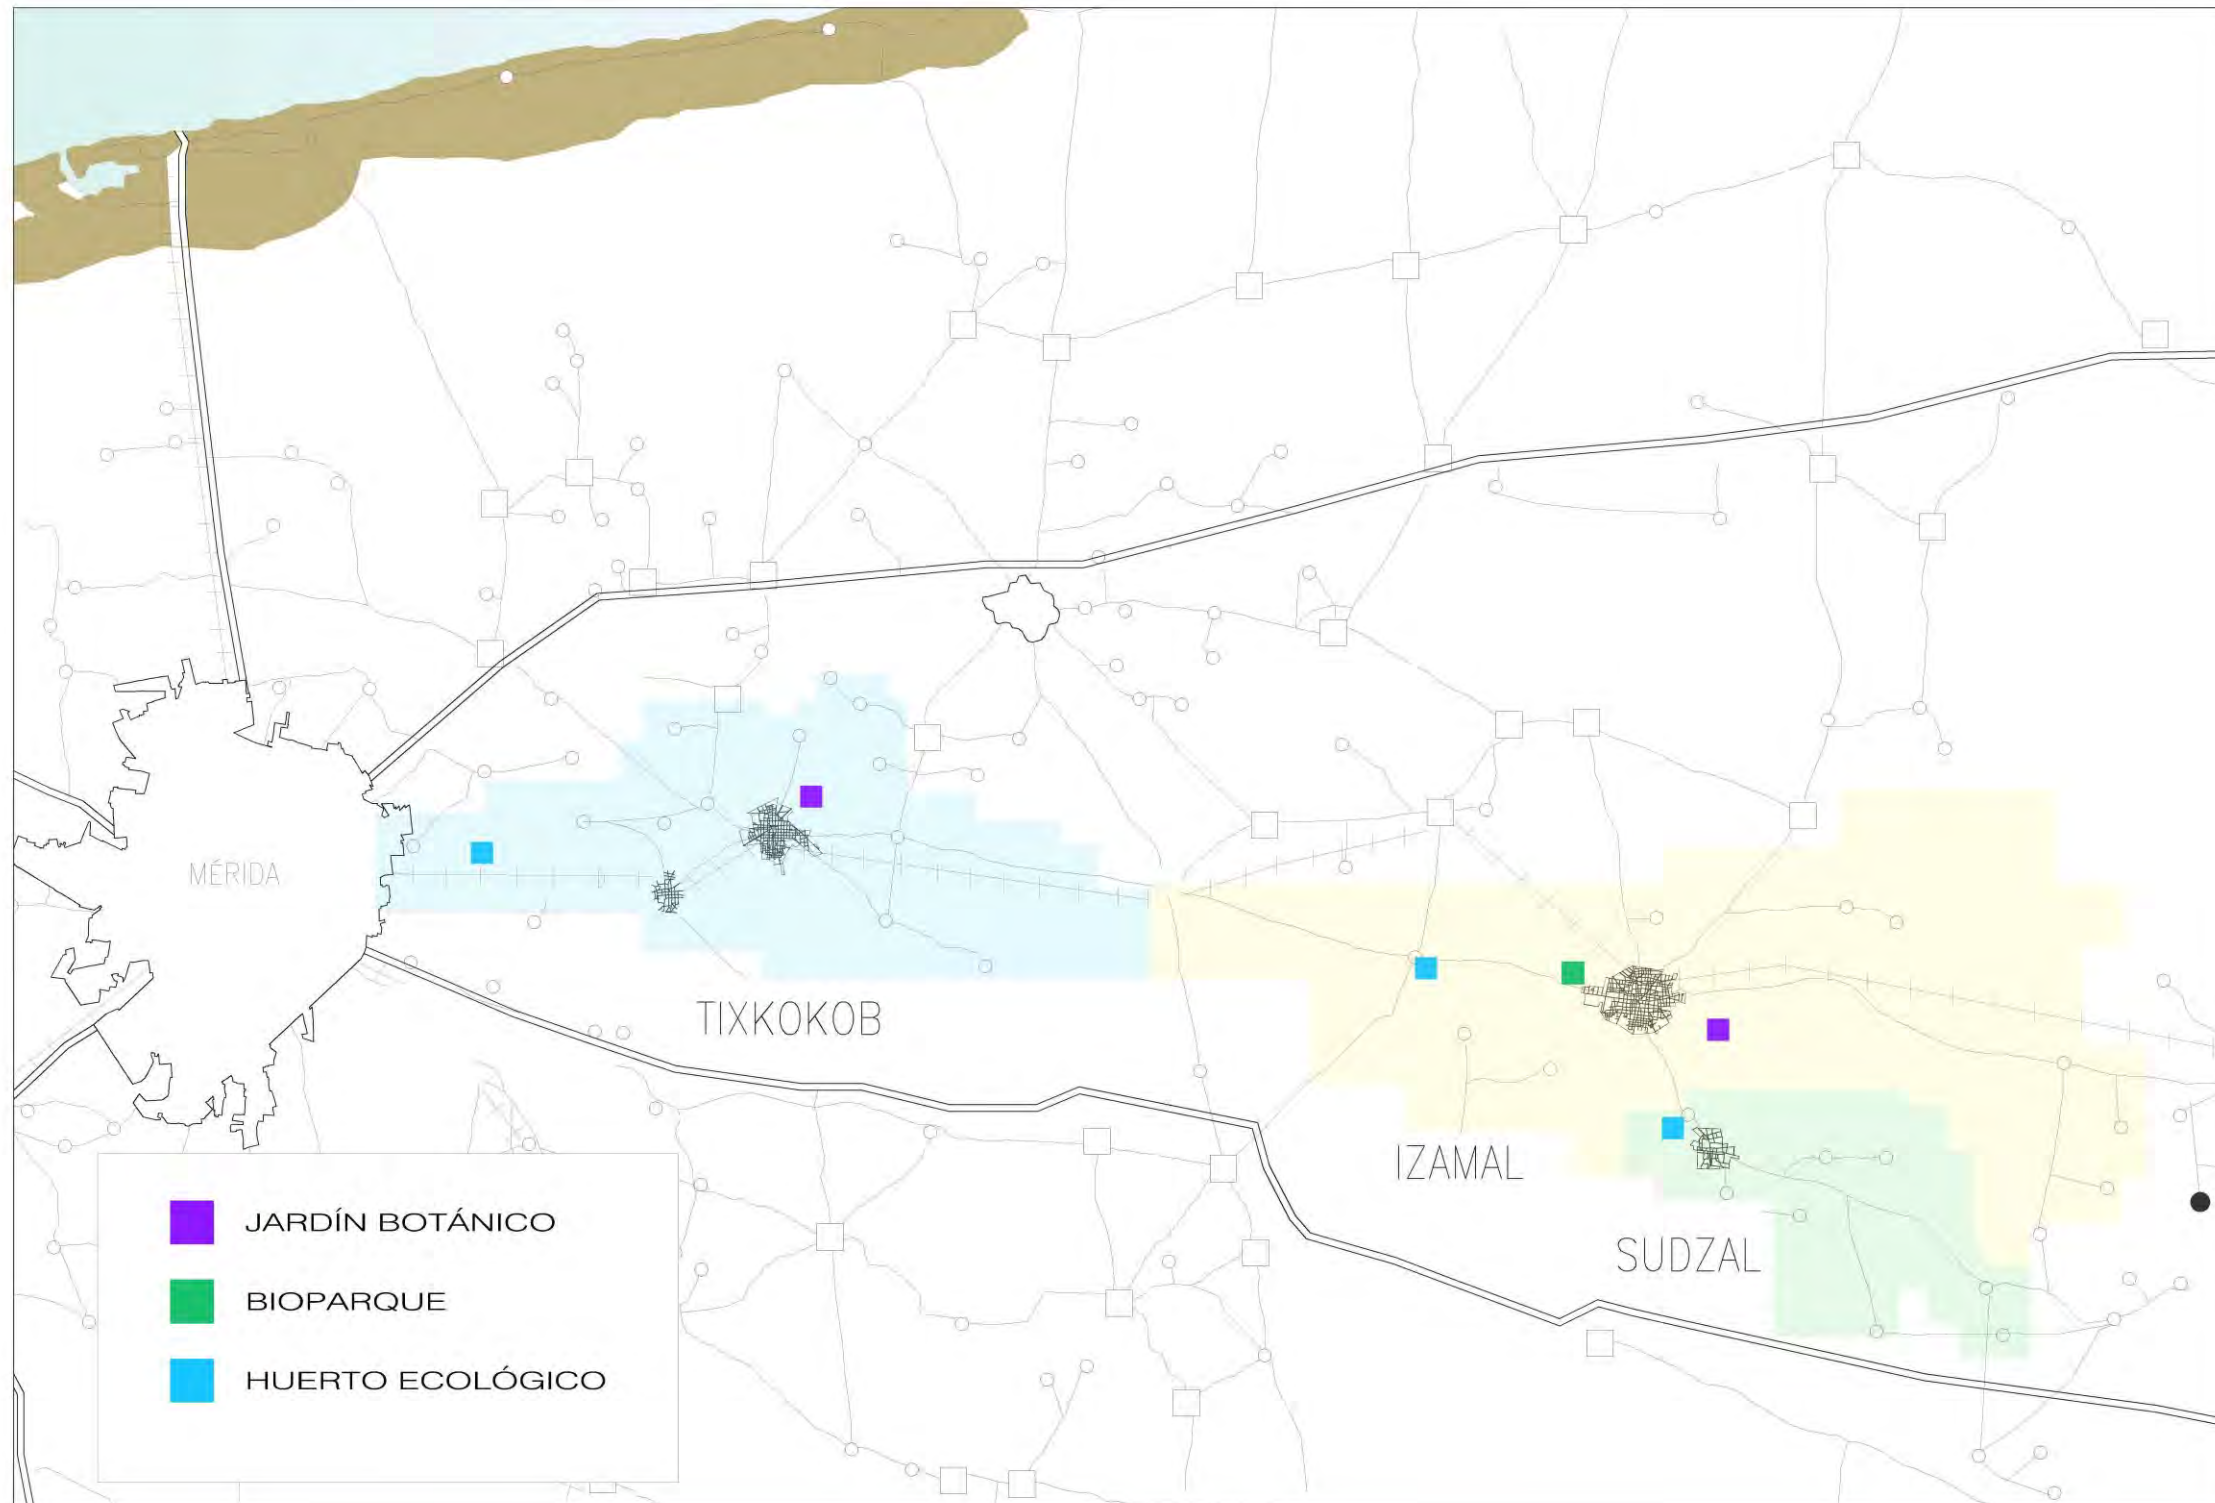 MÉRIDA
TIXKOKOB
IZAMAL
SUDZAL
JARDÍN BOTÁNICO
BIOPARQUE
HUERTO ECOLÓGICO